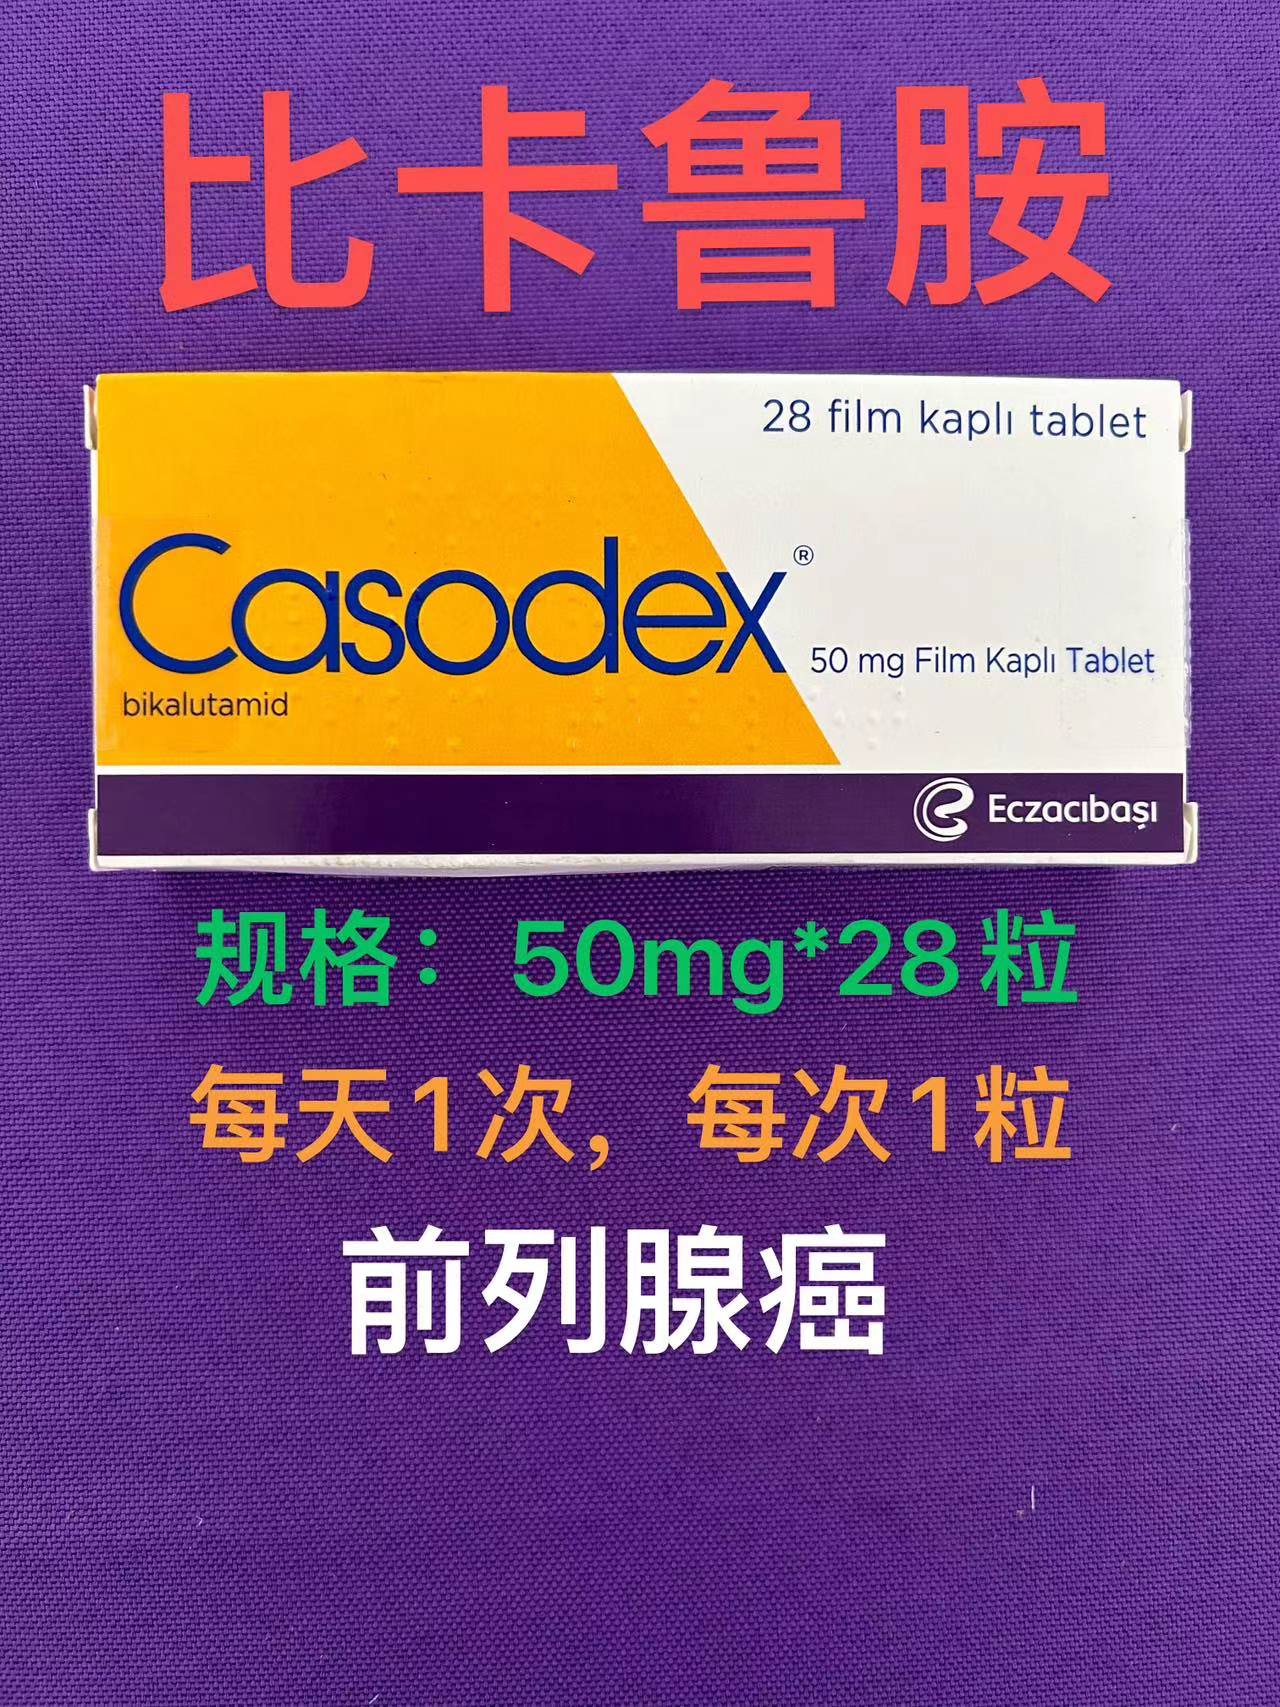 比卡鲁胺
28 film kaplı tablet
Casodex®
50 mg Film Kaplı Tablet
bikalutamid
Eczacıbaşı
规格：50mg*28粒
每天1次，每次1粒
前列腺癌